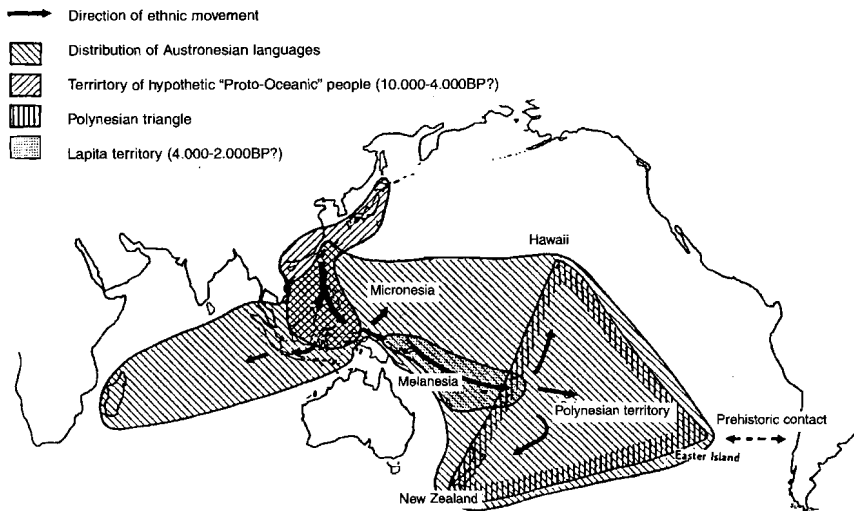 Direction of ethnic movement
Distribution of Austronesian languages
Terrirtory of hypothetic "Proto-Oceanic" people (10.000-4.000BP?)
Polynesian triangle
Lapita territory (4.000-2.000BP?)
Hawaii
Micronesia
Melanesia
Polynesian territory
Prehistoric contact
Easter Island
New Zealand